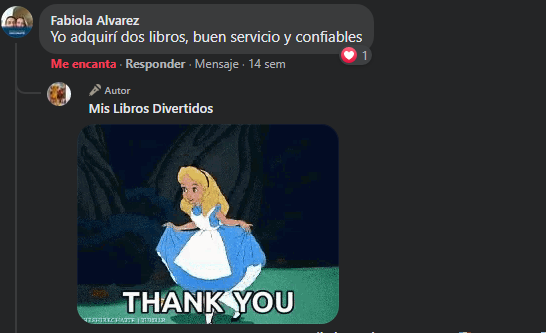 Fabiola Alvarez
Yo adquirí dos libros, buen servicio y confiables
1
Me encanta · Responder · Mensaje · 14 sem
Autor
Mis Libros Divertidos
THANK YOU